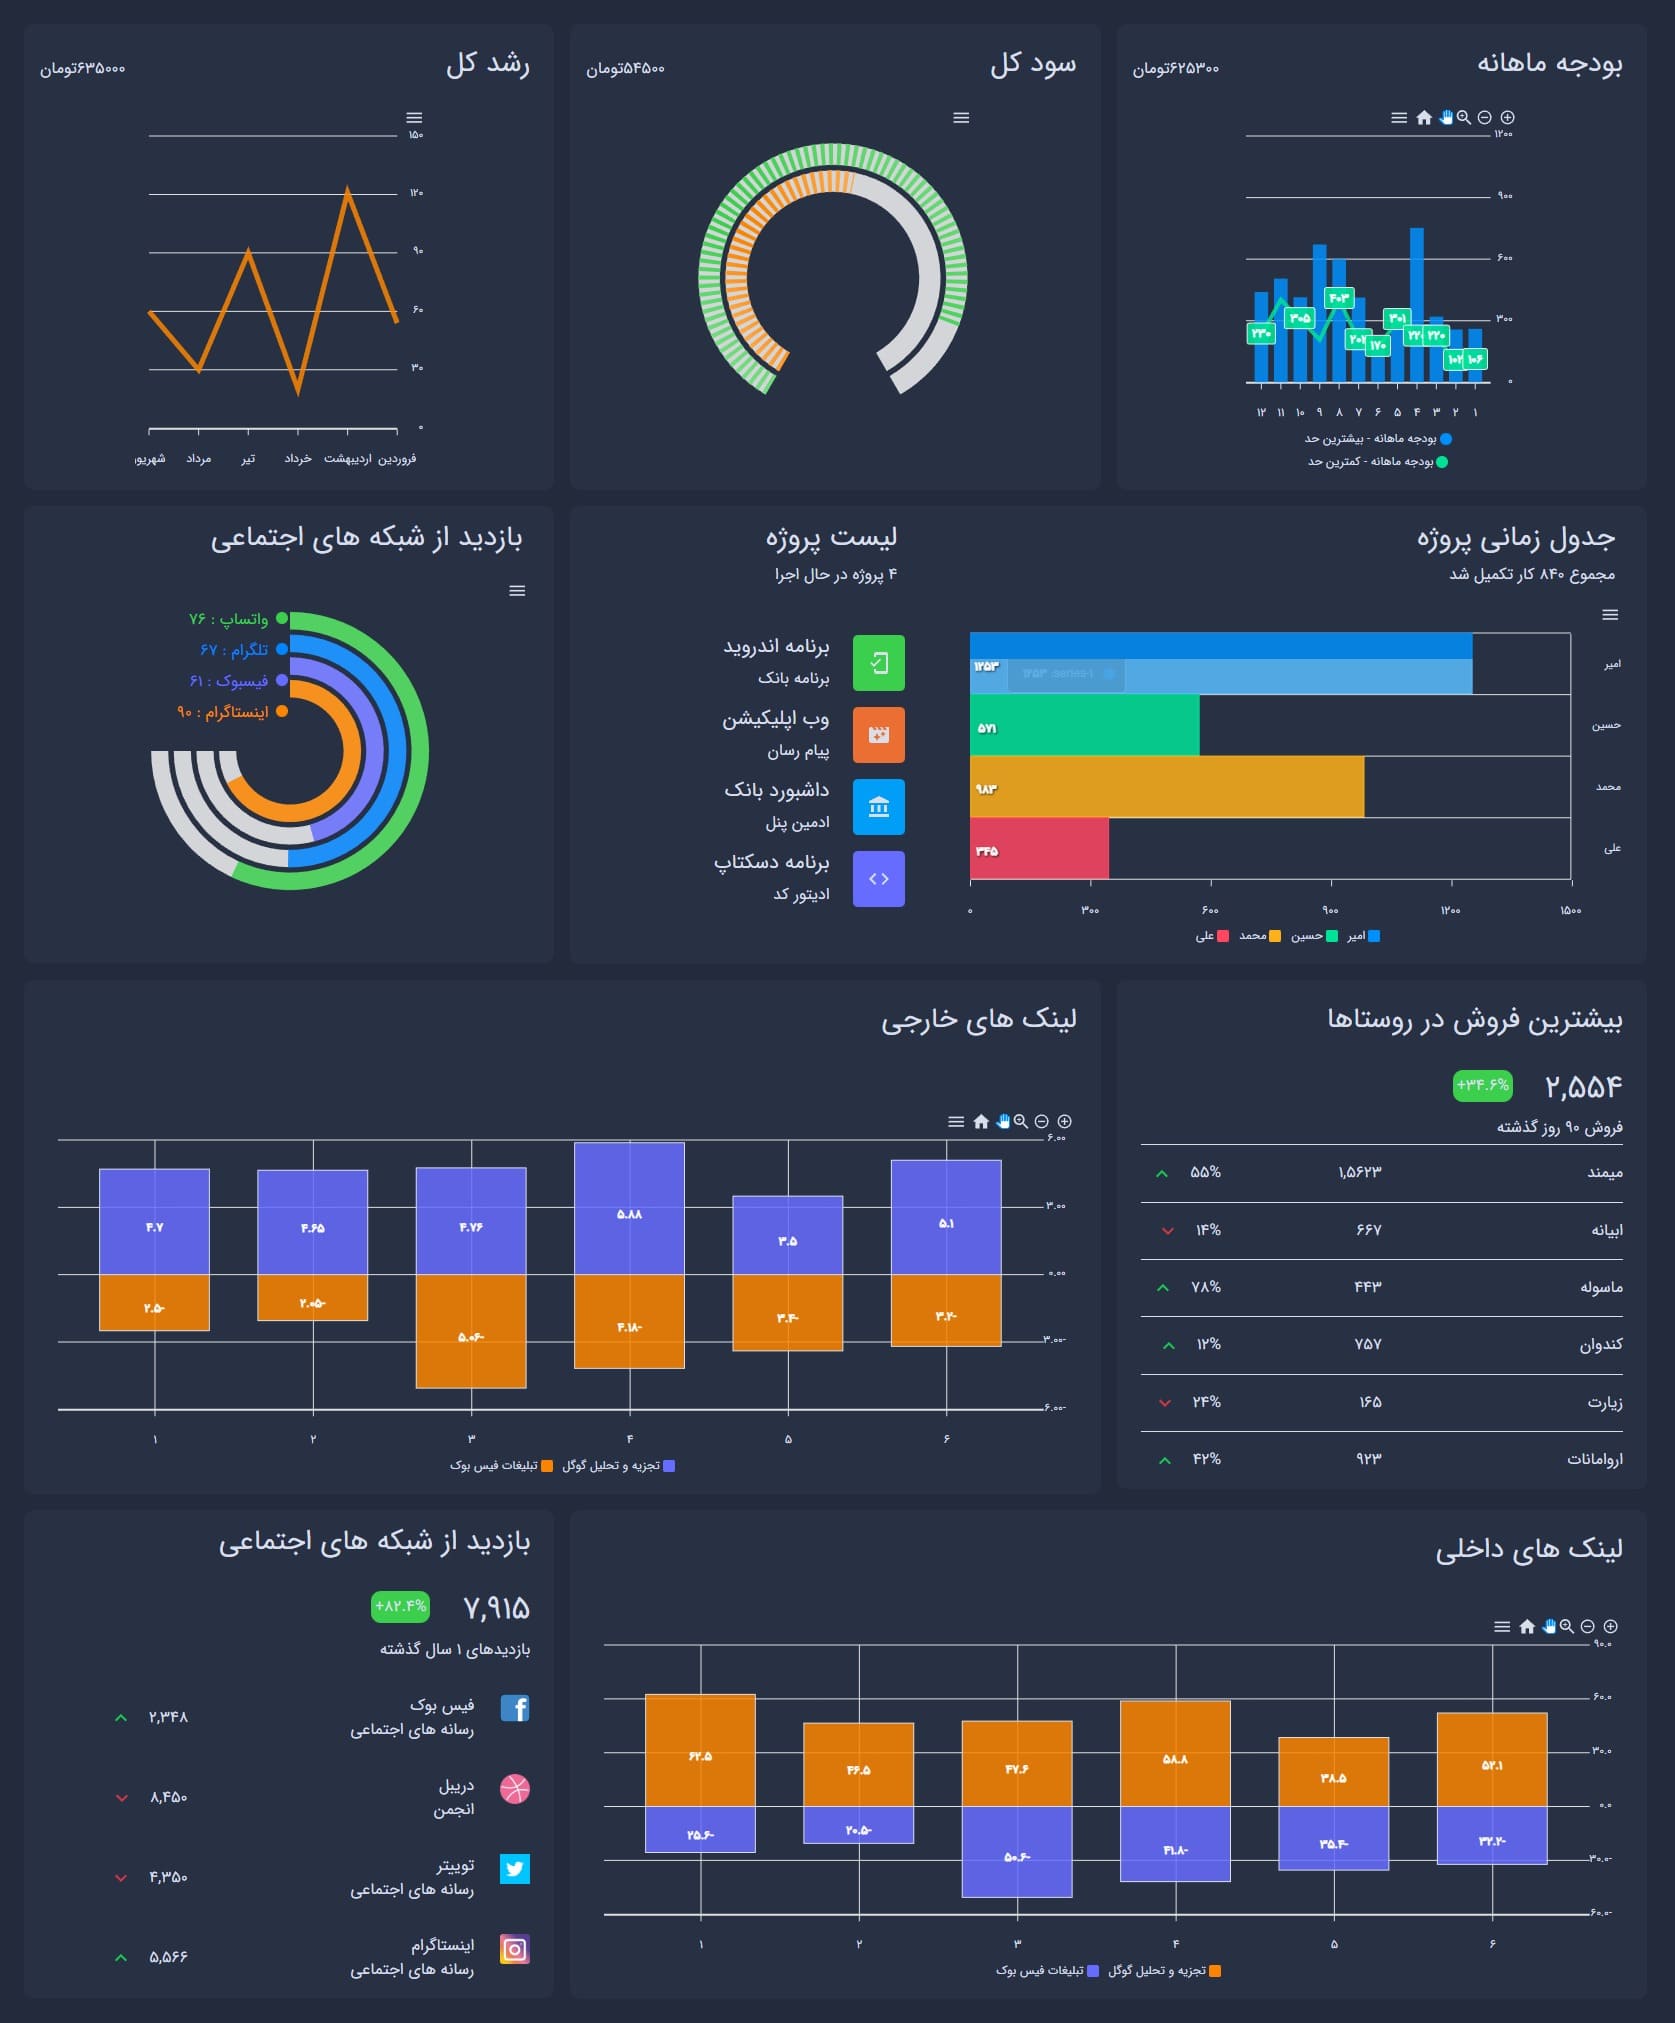 بودجه ماهانه
۶۲۵۳۰۰تومان
۱۲۰۰
۹۰۰
۶۰۰
۳۰۰
۰
۲۳۰
۳۰۵
۴۰۳
۱۷۰
۳۰۱
۲۲۰
۱۰۶
۱۲ ۱۱ ۱۰ ۹ ۸ ۷ ۶ ۵ ۴ ۳ ۲ ۱
بودجه ماهانه - بیشترین حد
بودجه ماهانه - کمترین حد
سود کل
۵۴۵۰۰تومان
رشد کل
۶۳۵۰۰۰تومان
۱۵۰
۱۲۰
۹۰
۶۰
۳۰
۰
فروردین اردیبهشت خرداد تیر مرداد شهریور
جدول زمانی پروژه
مجموع ۸۴۰ کار تکمیل شد
امیر
۱۲۵۳
series-1: ۱۲۵۳
حسین
۵۷۱
محمد
۹۸۳
علی
۳۴۵
۰ ۳۰۰ ۶۰۰ ۹۰۰ ۱۲۰۰ ۱۵۰۰
امیر حسین محمد علی
لیست پروژه
۴ پروژه در حال اجرا
برنامه اندروید
برنامه بانک
وب اپلیکیشن
پیام رسان
داشبورد بانک
ادمین پنل
برنامه دسکتاپ
ادیتور کد
بازدید از شبکه های اجتماعی
واتساپ : ۷۶
تلگرام : ۶۷
فیسبوک : ۶۱
اینستاگرام : ۹۰
بیشترین فروش در روستاها
۲,۵۵۴
+۳۴.۶%
فروش ۹۰ روز گذشته
میمند ۱,۵۶۲۳ ۵۵%
ابیانه ۶۶۷ ۱۴%
ماسوله ۴۴۳ ۷۸%
کندوان ۷۵۷ ۱۲%
زیارت ۱۶۵ ۲۴%
اروامانات ۹۲۳ ۴۲%
لینک های خارجی
۶.۰۰
۳.۰۰
۰.۰۰
-۳.۰۰
-۶.۰۰
۴.۷ ۴.۶۵ ۴.۷۶ ۵.۸۸ ۳.۵ ۵.۱
-۲.۵ -۲.۰۵ -۵.۰۶ -۴.۱۸ -۳.۴ -۳.۲
۱ ۲ ۳ ۴ ۵ ۶
تجزیه و تحلیل گوگل تبلیغات فیس بوک
لینک های داخلی
۹۰.۰
۶۰.۰
۳۰.۰
۰.۰
-۳۰.۰
-۶۰.۰
۶۲.۵ ۴۶.۵ ۴۷.۶ ۵۸.۸ ۳۸.۵ ۵۲.۱
-۲۵.۶ -۲۰.۵ -۵۰.۶ -۴۱.۸ -۳۵.۴ -۳۲.۲
۱ ۲ ۳ ۴ ۵ ۶
تجزیه و تحلیل گوگل تبلیغات فیس بوک
بازدید از شبکه های اجتماعی
۷,۹۱۵
+۸۲.۴%
بازدیدهای ۱ سال گذشته
فیس بوک
رسانه های اجتماعی
۲,۳۴۸
دریبل
انجمن
۸,۴۵۰
توییتر
رسانه های اجتماعی
۴,۳۵۰
اینستاگرام
رسانه های اجتماعی
۵,۵۶۶